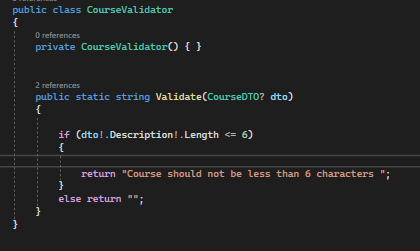 public class CourseValidator
{
0 references
private CourseValidator() { }
2 references
public static string Validate(CourseDTO? dto)
{
if (dto!.Description!.Length <= 6)
{
return "Course should not be less than 6 characters ";
}
else return "";
}
}